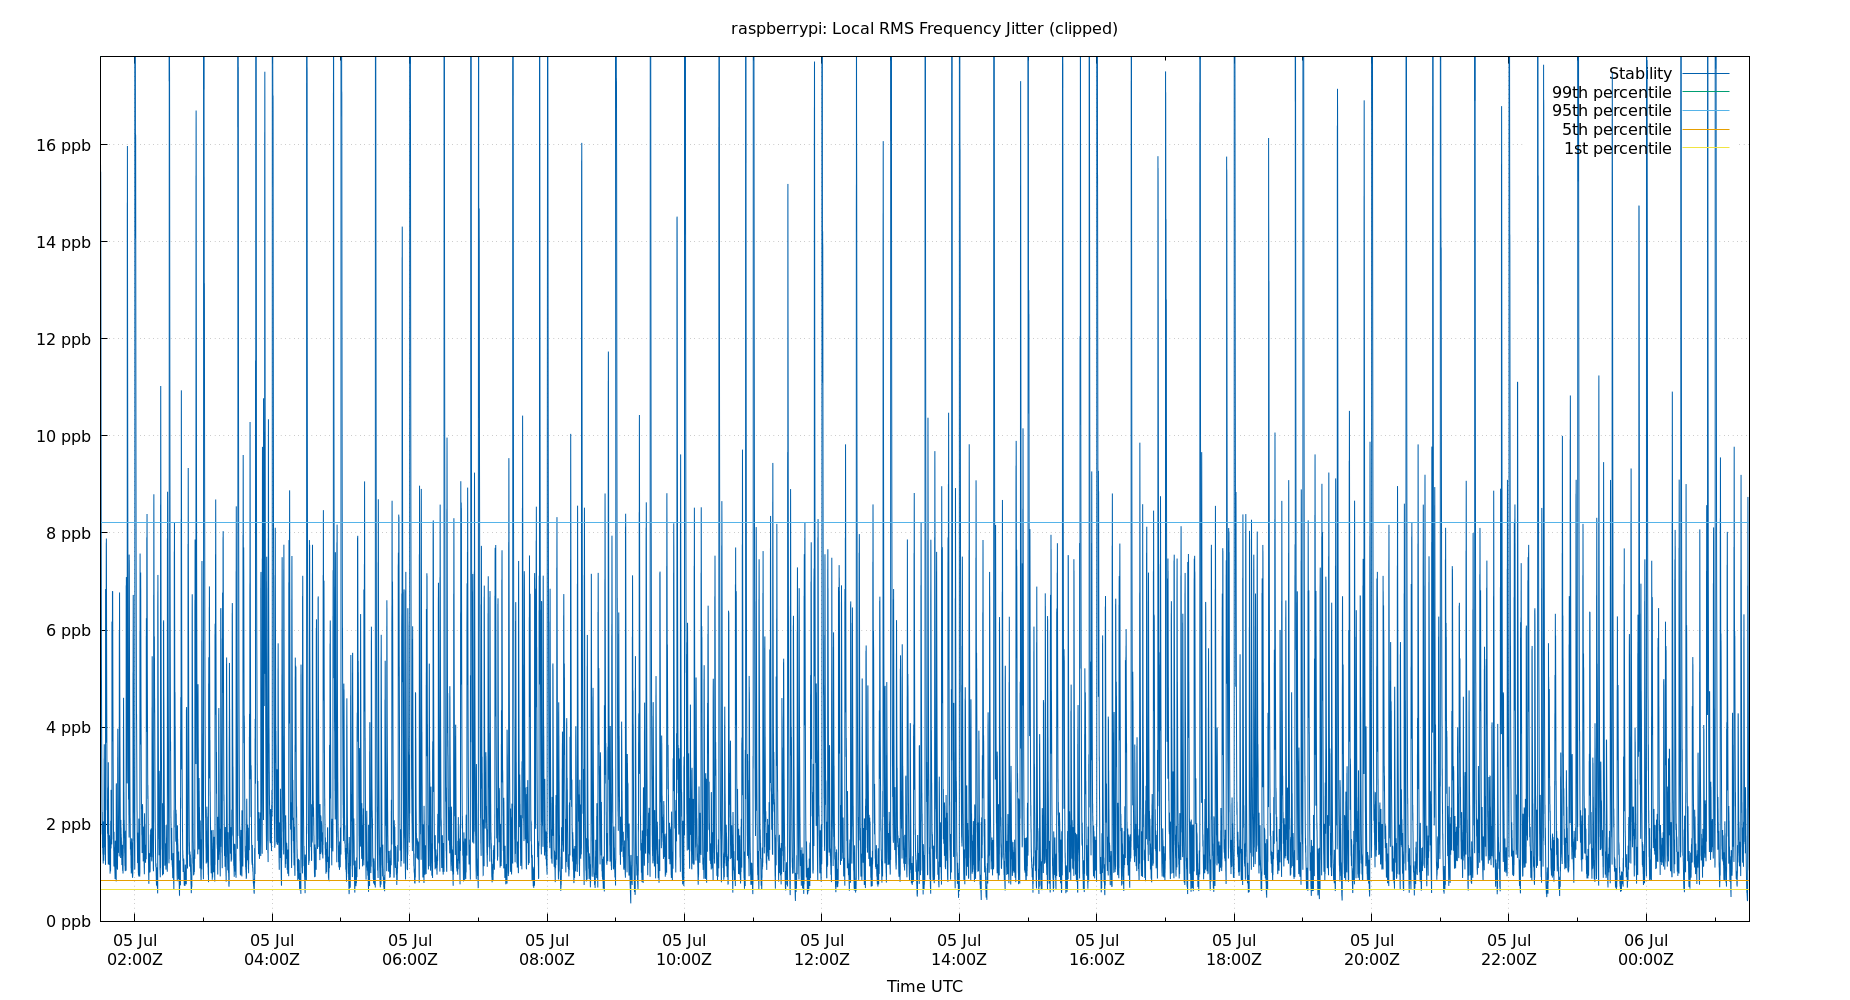 raspberrypi: Local RMS Frequency Jitter (clipped)
Stability
99th percentile
95th percentile
5th percentile
1st percentile
16 ppb
14 ppb
12 ppb
10 ppb
8 ppb
6 ppb
4 ppb
2 ppb
0 ppb
05 Jul 05 Jul 05 Jul 05 Jul 05 Jul 05 Jul 05 Jul 05 Jul 05 Jul 05 Jul 05 Jul 06 Jul
02:00Z 04:00Z 06:00Z 08:00Z 10:00Z 12:00Z 14:00Z 16:00Z 18:00Z 20:00Z 22:00Z 00:00Z
Time UTC